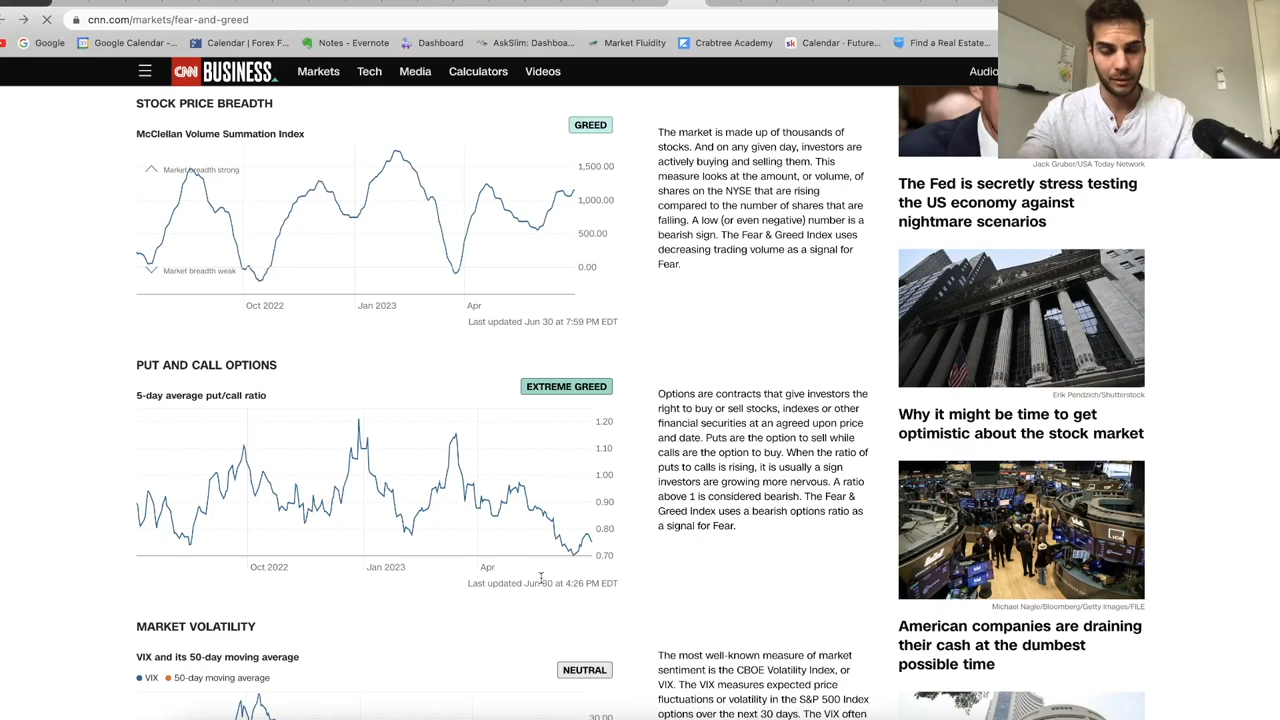 cnn.com/markets/fear-and-greed
Google
Google Calendar -...
Calendar | Forex F...
Notes - Evernote
Dashboard
AskSlim: Dashboa...
Market Fluidity
Crabtree Academy
Calendar · Future...
Find a Real Estate...
CNN BUSINESS
Markets
Tech
Media
Calculators
Videos
Audio
STOCK PRICE BREADTH
McClellan Volume Summation Index
GREED
Market breadth strong
1,500.00
1,000.00
500.00
0.00
Market breadth weak
Oct 2022
Jan 2023
Apr
Last updated Jun 30 at 7:59 PM EDT
The market is made up of thousands of
stocks. And on any given day, investors are
actively buying and selling them. This
measure looks at the amount, or volume, of
shares on the NYSE that are rising
compared to the number of shares that are
falling. A low (or even negative) number is a
bearish sign. The Fear & Greed Index uses
decreasing trading volume as a signal for
Fear.
PUT AND CALL OPTIONS
5-day average put/call ratio
EXTREME GREED
1.20
1.10
1.00
0.90
0.80
0.70
Oct 2022
Jan 2023
Apr
Last updated Jun 30 at 4:26 PM EDT
Options are contracts that give investors the
right to buy or sell stocks, indexes or other
financial securities at an agreed upon price
and date. Puts are the option to sell while
calls are the option to buy. When the ratio of
puts to calls is rising, it is usually a sign
investors are growing more nervous. A ratio
above 1 is considered bearish. The Fear &
Greed Index uses a bearish options ratio as
a signal for Fear.
MARKET VOLATILITY
VIX and its 50-day moving average
NEUTRAL
VIX
50-day moving average
30.00
The most well-known measure of market
sentiment is the CBOE Volatility Index, or
VIX. The VIX measures expected price
fluctuations or volatility in the S&P 500 Index
options over the next 30 days. The VIX often
Jack Gruber/USA Today Network
The Fed is secretly stress testing
the US economy against
nightmare scenarios
Erik Pendzich/Shutterstock
Why it might be time to get
optimistic about the stock market
Michael Nagle/Bloomberg/Getty Images/FILE
American companies are draining
their cash at the dumbest
possible time